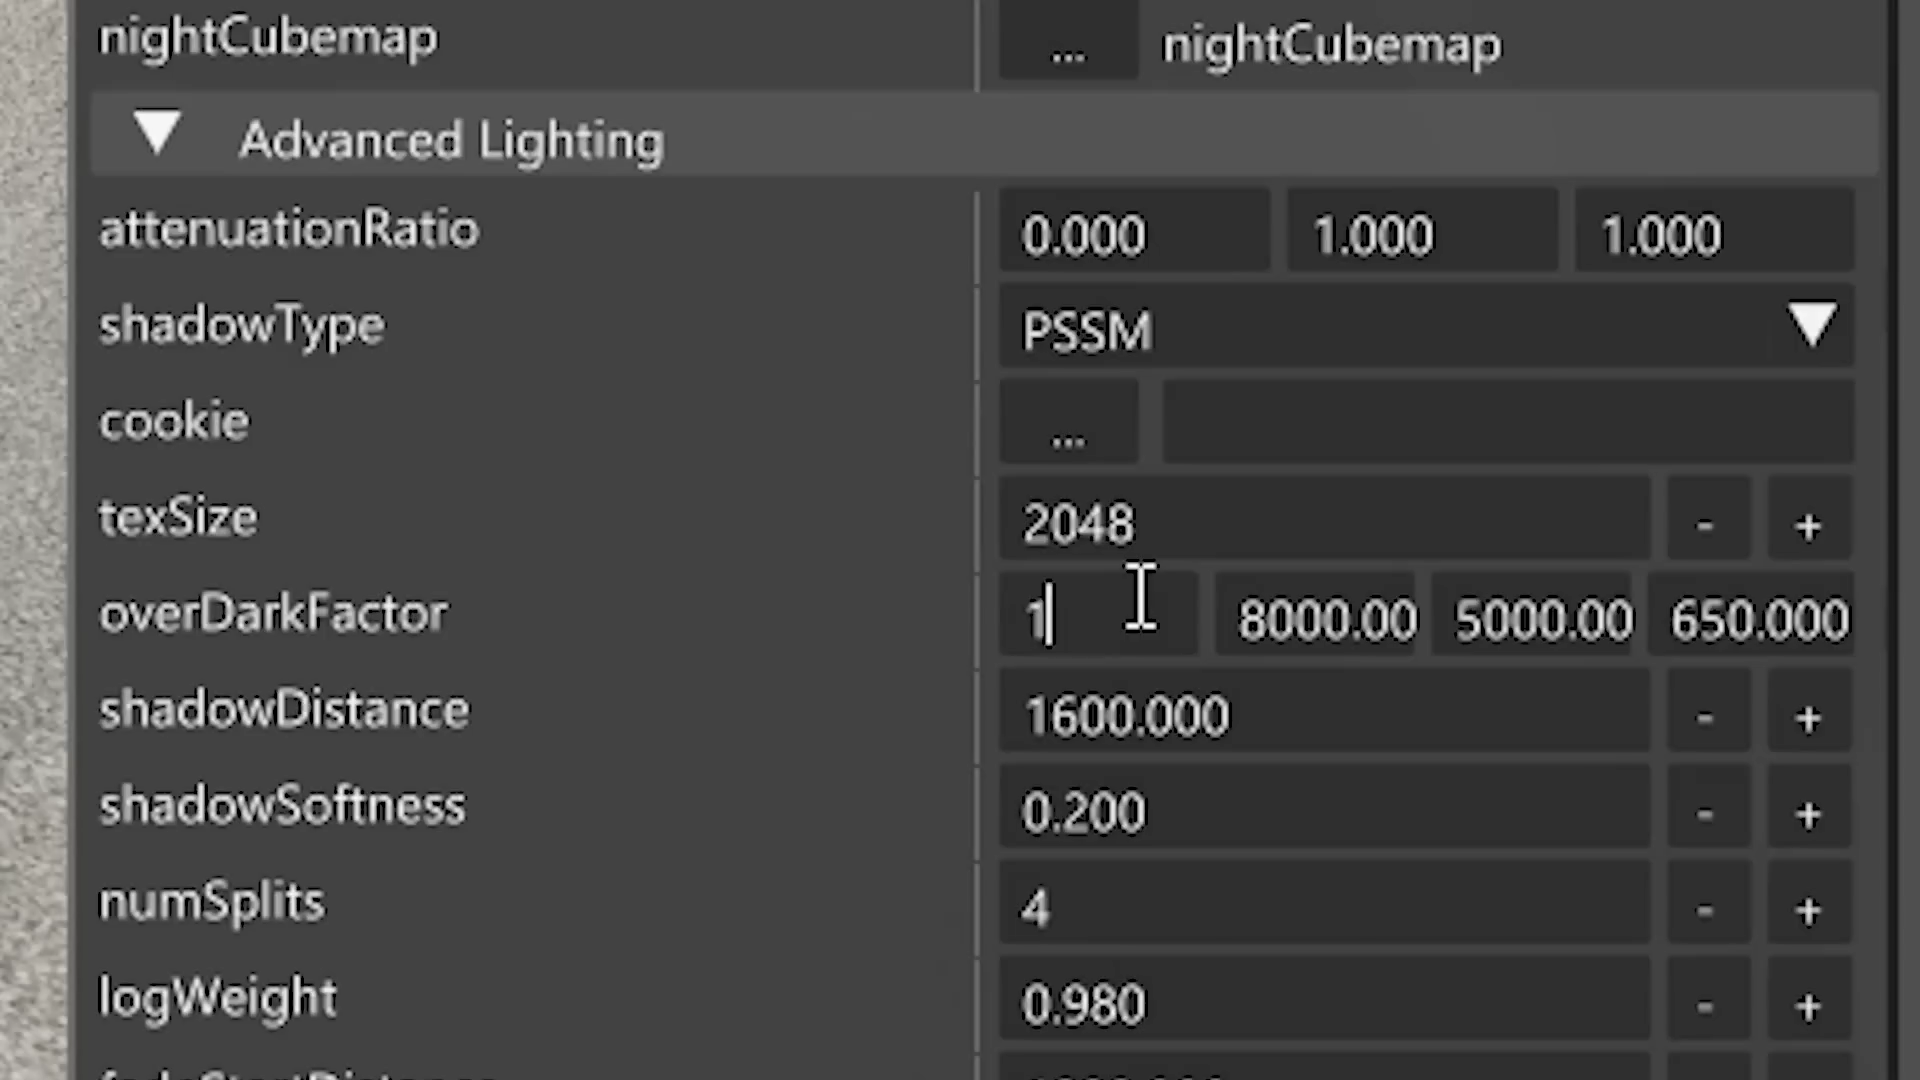 nightCubemap ... nightCubemap
Advanced Lighting
attenuationRatio 0.000 1.000 1.000
shadowType PSSM
cookie ...
texSize 2048 - +
overDarkFactor 1 8000.00 5000.00 650.000
shadowDistance 1600.000 - +
shadowSoftness 0.200 - +
numSplits 4 - +
logWeight 0.980 - +